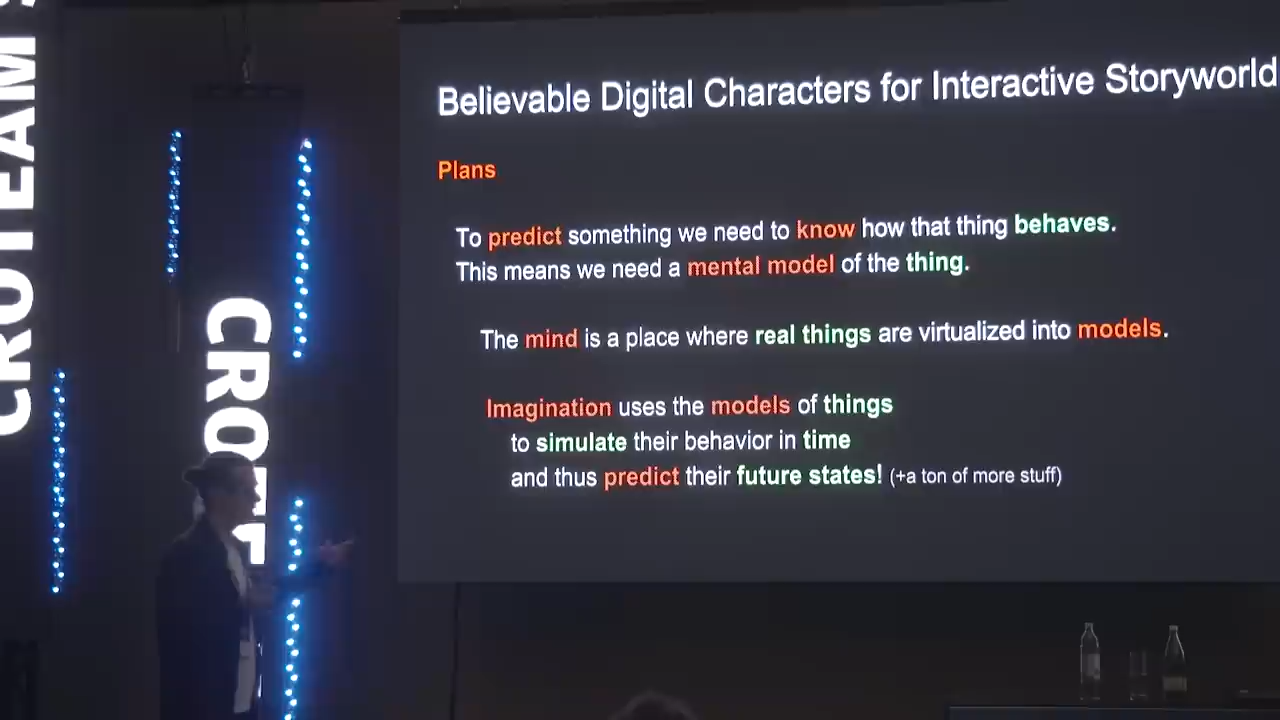 CROTEAM
CROTE
Believable Digital Characters for Interactive Storyworld
Plans
To predict something we need to know how that thing behaves.
This means we need a mental model of the thing.
The mind is a place where real things are virtualized into models.
Imagination uses the models of things
to simulate their behavior in time
and thus predict their future states! (+a ton of more stuff)